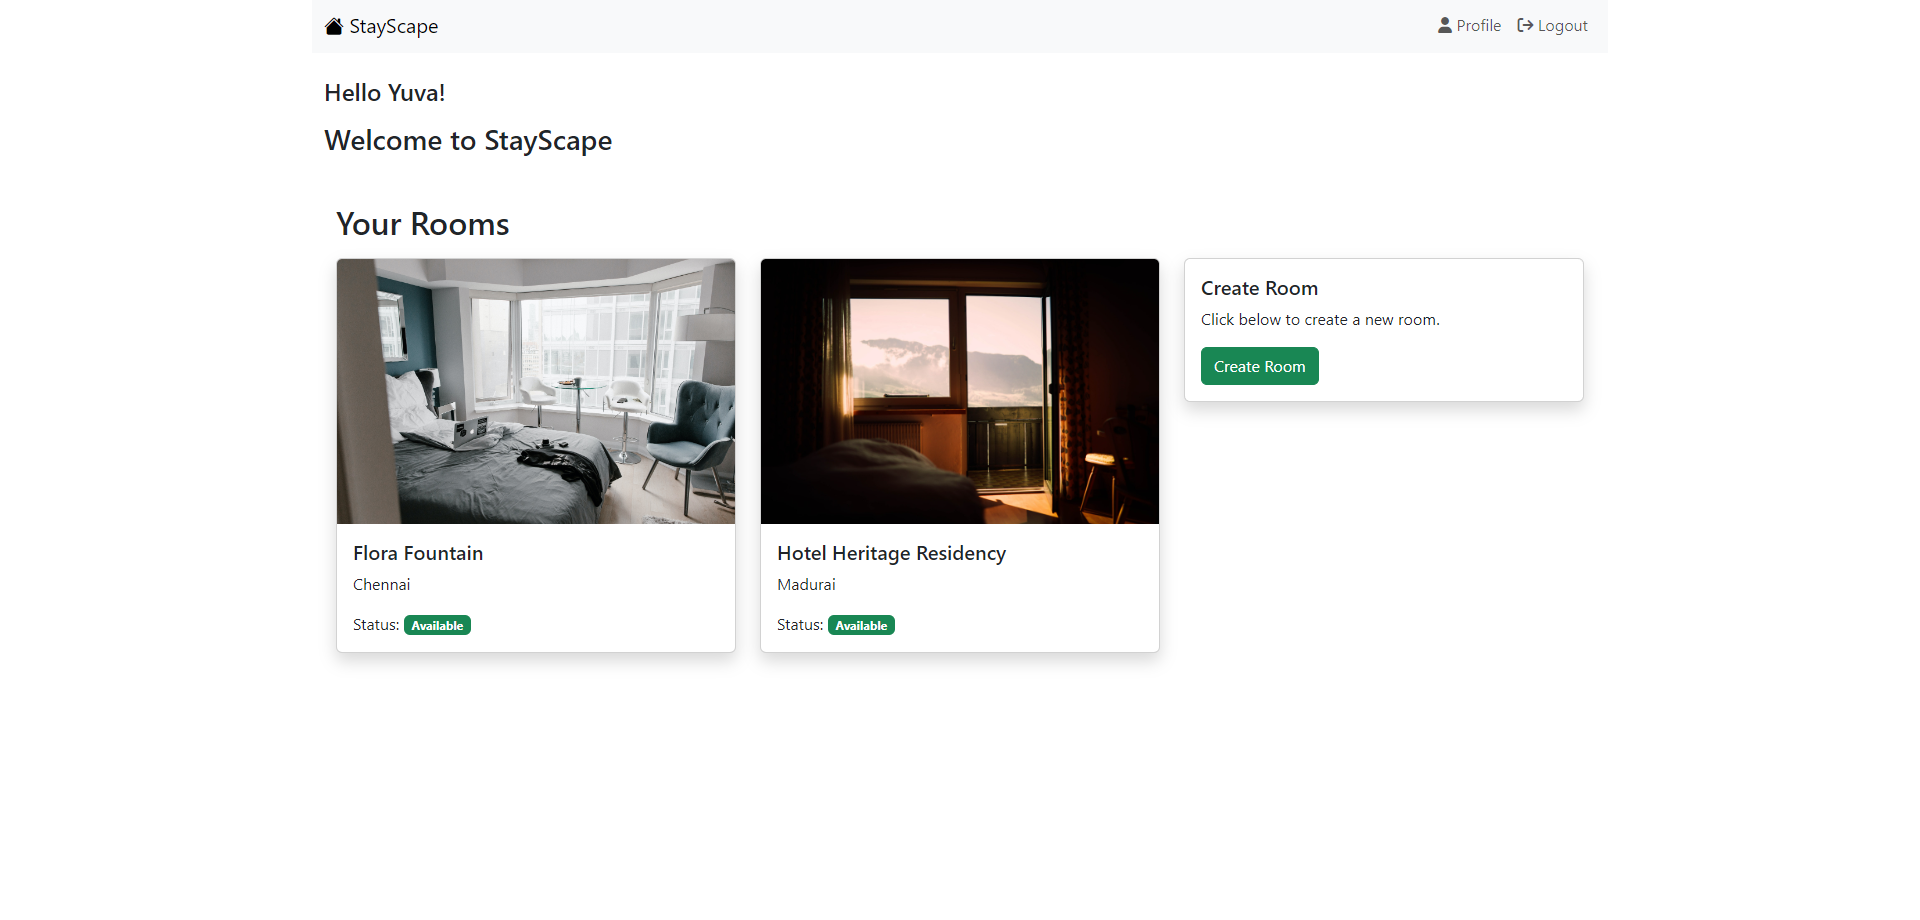 StayScape
Profile
Logout
Hello Yuva!
Welcome to StayScape
Your Rooms
Flora Fountain
Chennai
Status: Available
Hotel Heritage Residency
Madurai
Status: Available
Create Room
Click below to create a new room.
Create Room